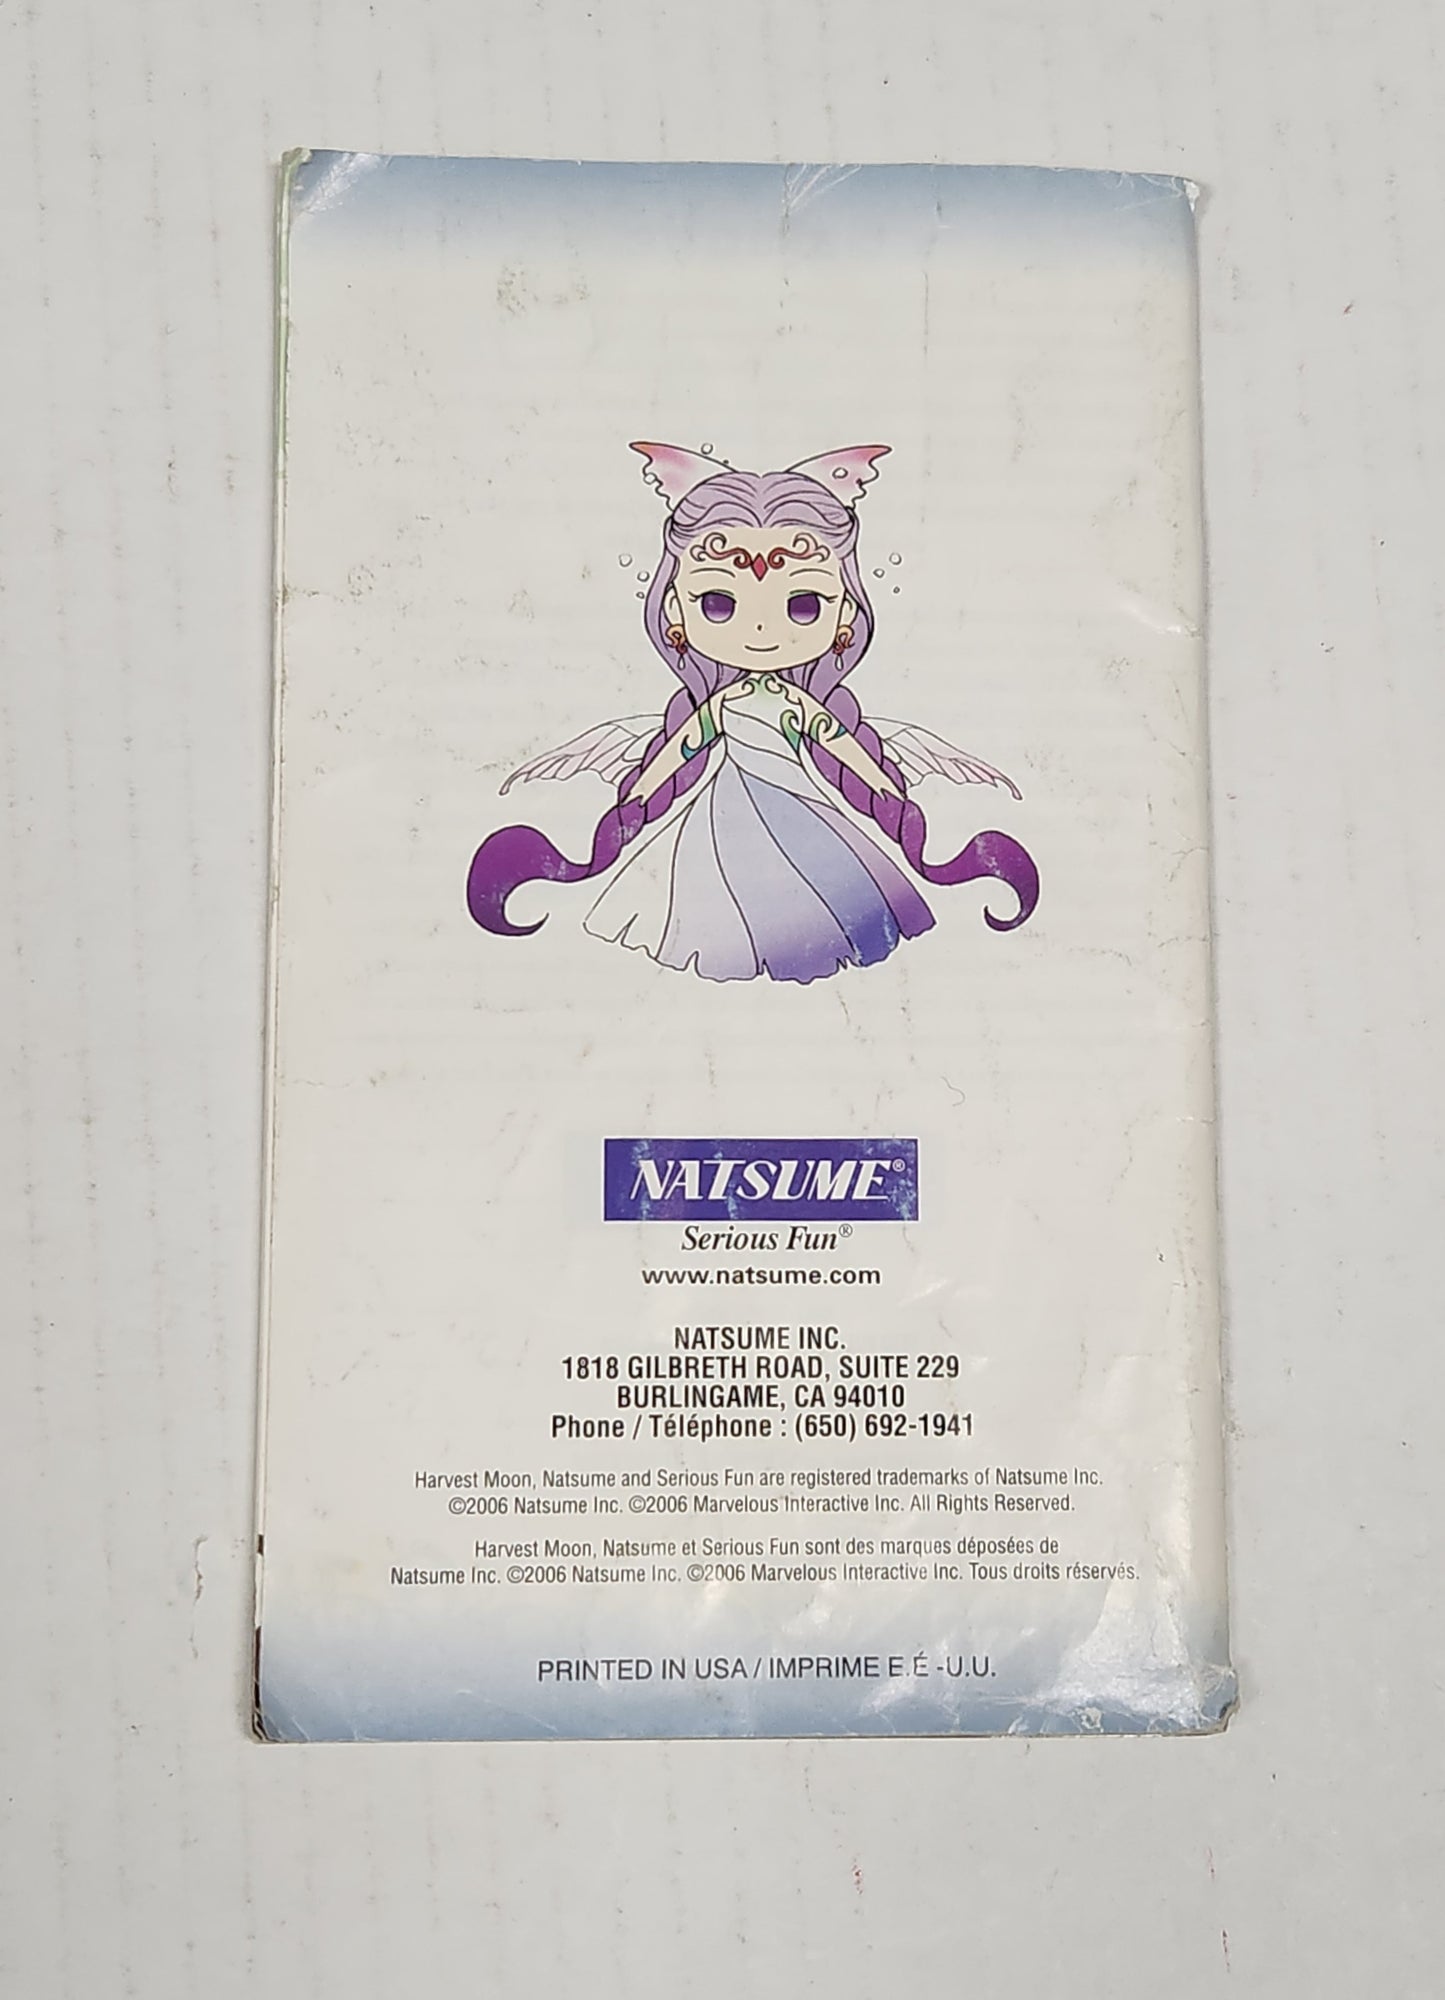 NATSUME®
Serious Fun®
www.natsume.com
NATSUME INC.
1818 GILBRETH ROAD, SUITE 229
BURLINGAME, CA 94010
Phone / Téléphone : (650) 692-1941
Harvest Moon, Natsume and Serious Fun are registered trademarks of Natsume Inc.
©2006 Natsume Inc. ©2006 Marvelous Interactive Inc. All Rights Reserved.
Harvest Moon, Natsume et Serious Fun sont des marques déposées de
Natsume Inc. ©2006 Natsume Inc. ©2006 Marvelous Interactive Inc. Tous droits réservés.
PRINTED IN USA / IMPRIME E.É -U.U.